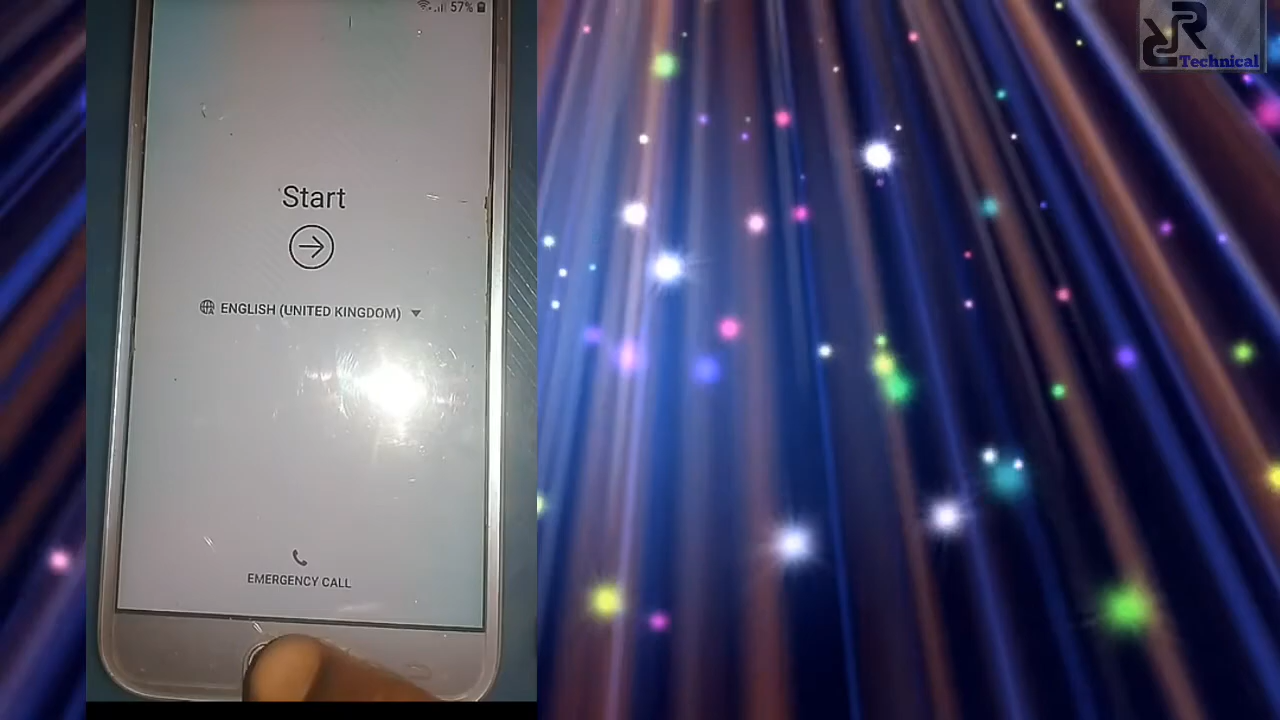 57%
Start
ENGLISH (UNITED KINGDOM)
EMERGENCY CALL
R
R
Technical